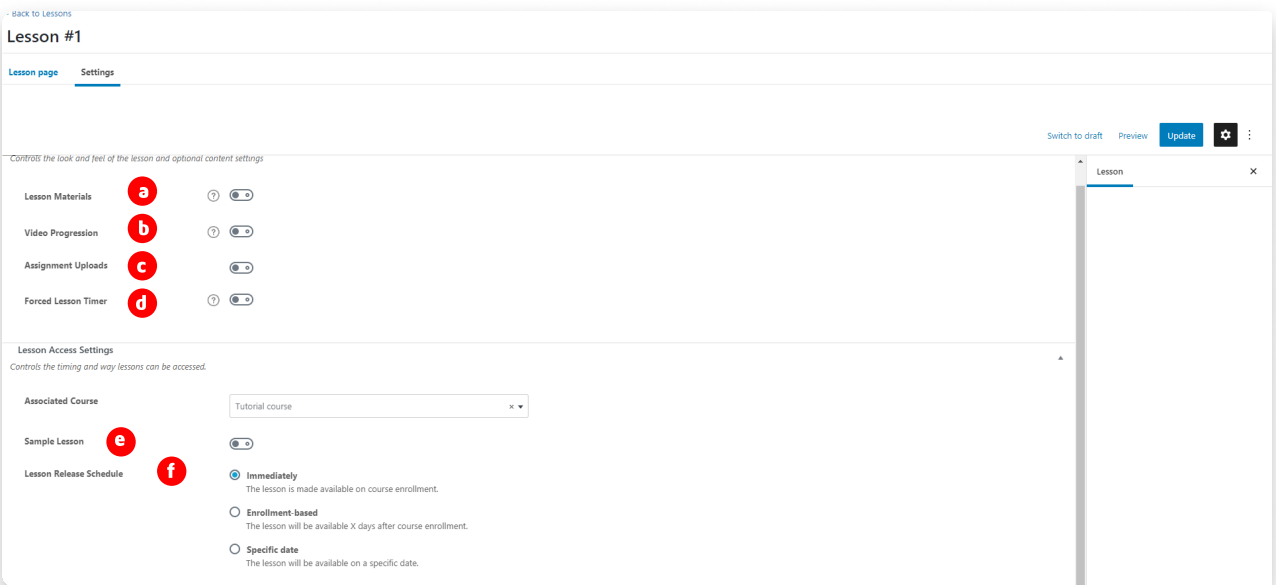 - Back to Lessons
Lesson #1
Lesson page Settings
Switch to draft Preview Update
Controls the look and feel of the lesson and optional content settings
Lesson
Lesson Materials a ?
Video Progression b ?
Assignment Uploads c
Forced Lesson Timer d ?
Lesson Access Settings
Controls the timing and way lessons can be accessed.
Associated Course Tutorial course
Sample Lesson e
Lesson Release Schedule f Immediately
The lesson is made available on course enrollment.
Enrollment-based
The lesson will be available X days after course enrollment.
Specific date
The lesson will be available on a specific date.